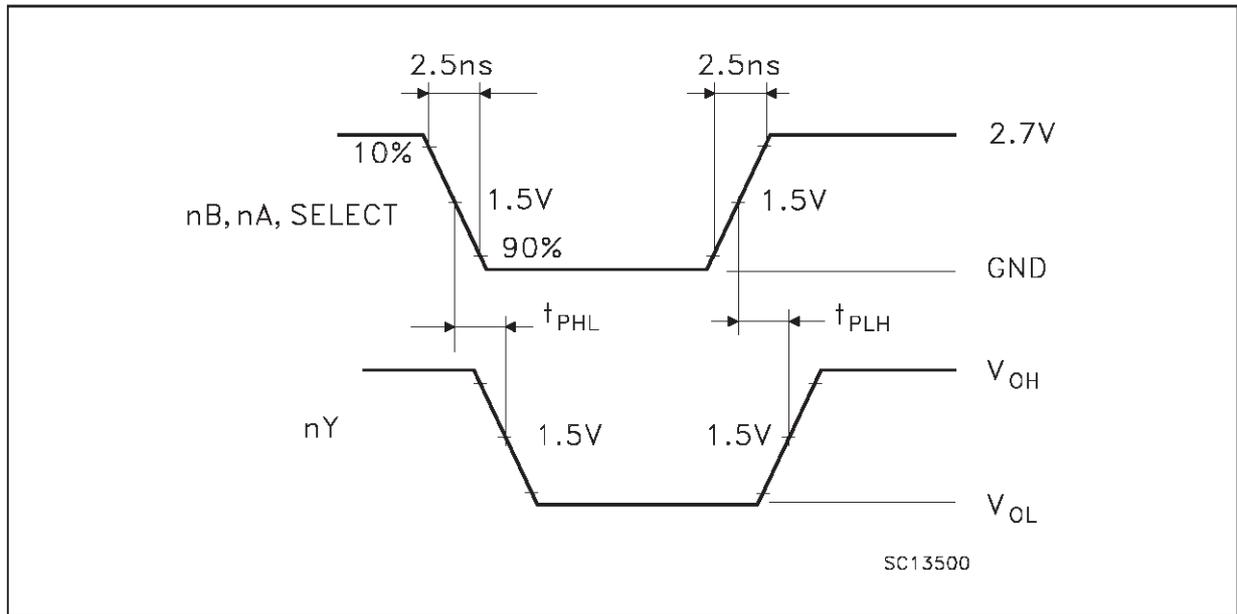 2.5ns 2.5ns
2.7V
10%
1.5V 1.5V
nB, nA, SELECT
90%
GND
tPHL tPLH
VOH
nY 1.5V 1.5V
VOL
SC13500